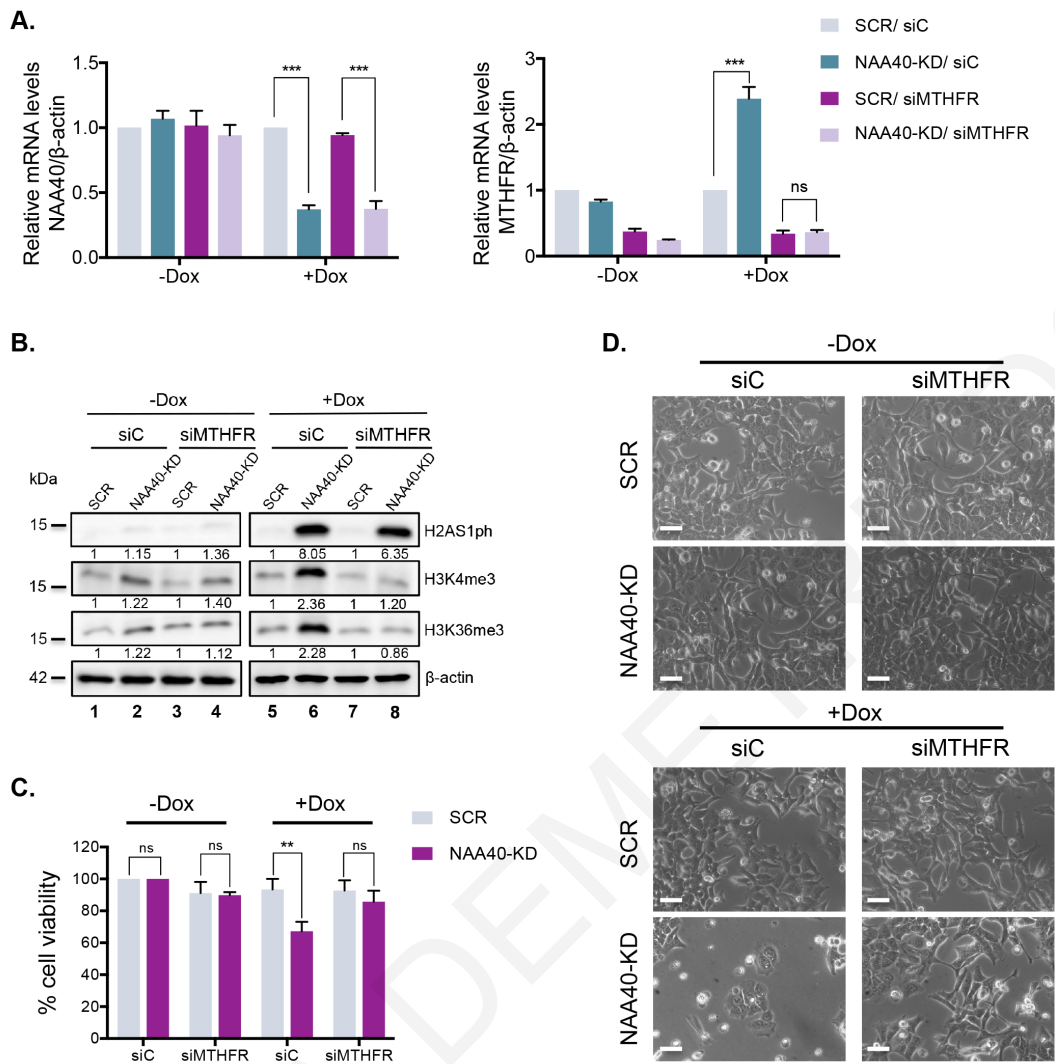 A.
SCR/ siC
NAA40-KD/ siC
SCR/ siMTHFR
NAA40-KD/ siMTHFR
Relative mRNA levels
NAA40/β-actin
1.5
1.0
0.5
0.0
*** ***
-Dox +Dox
Relative mRNA levels
MTHFR/β-actin
3
2
1
0
***
ns
-Dox +Dox
B.
-Dox +Dox
siC siMTHFR siC siMTHFR
kDa
SCR NAA40-KD SCR NAA40-KD SCR NAA40-KD SCR NAA40-KD
15 H2AS1ph
1 1.15 1 1.36 1 8.05 1 6.35
15 H3K4me3
1 1.22 1 1.40 1 2.36 1 1.20
15 H3K36me3
1 1.22 1 1.12 1 2.28 1 0.86
42 β-actin
1 2 3 4 5 6 7 8
C.
-Dox +Dox
SCR
NAA40-KD
% cell viability
120
100
80
60
40
20
0
ns ns ** ns
siC siMTHFR siC siMTHFR
D.
-Dox
siC siMTHFR
SCR
NAA40-KD
+Dox
siC siMTHFR
SCR
NAA40-KD